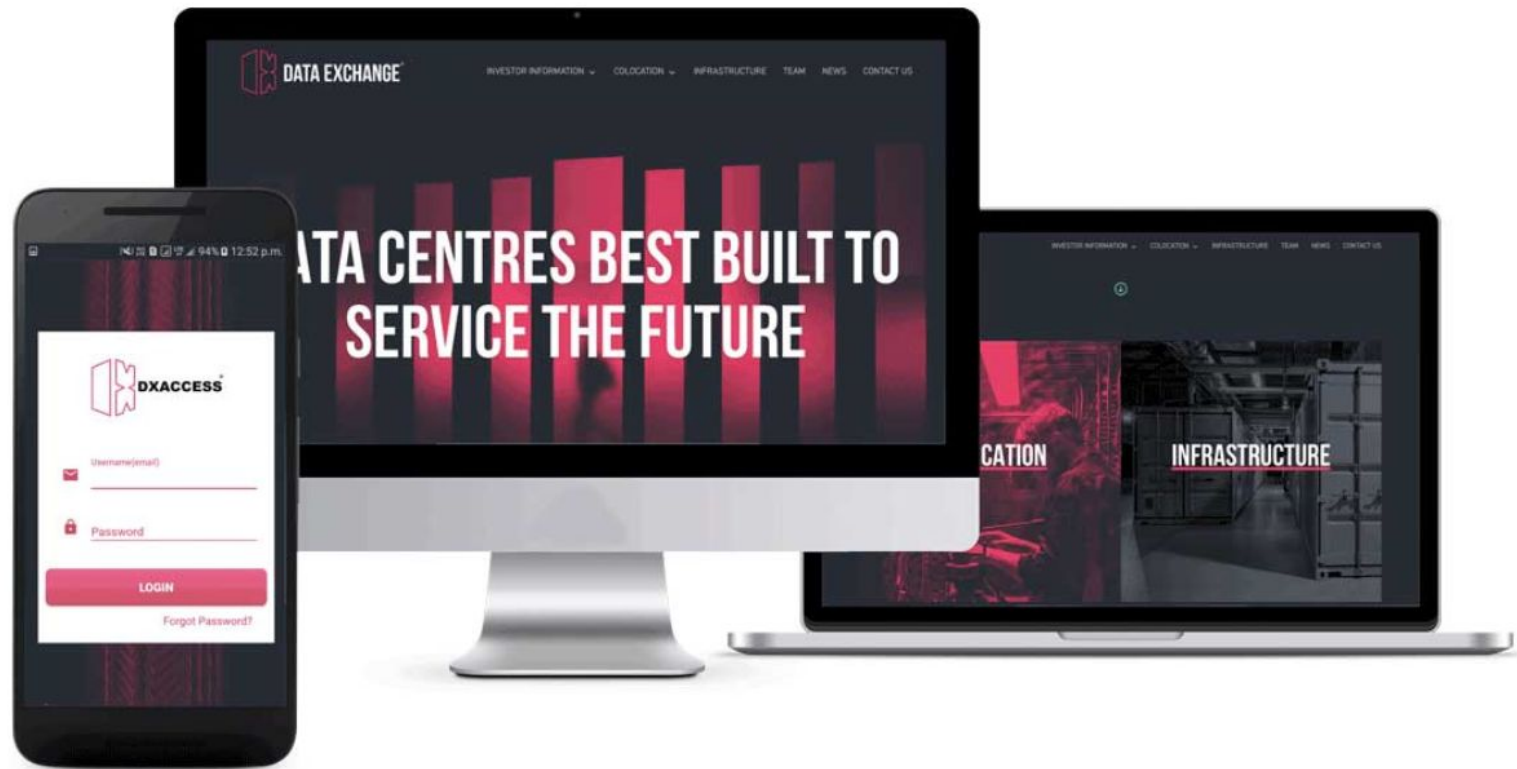 DATA EXCHANGE
INVESTOR INFORMATION COLOCATION INFRASTRUCTURE TEAM NEWS CONTACT US
ATA CENTRES BEST BUILT TO
SERVICE THE FUTURE
94% 12:52 p.m.
DXACCESS
Username(email)
Password
LOGIN
Forgot Password?
INVESTOR INFORMATION COLOCATION INFRASTRUCTURE TEAM NEWS CONTACT US
CATION
INFRASTRUCTURE